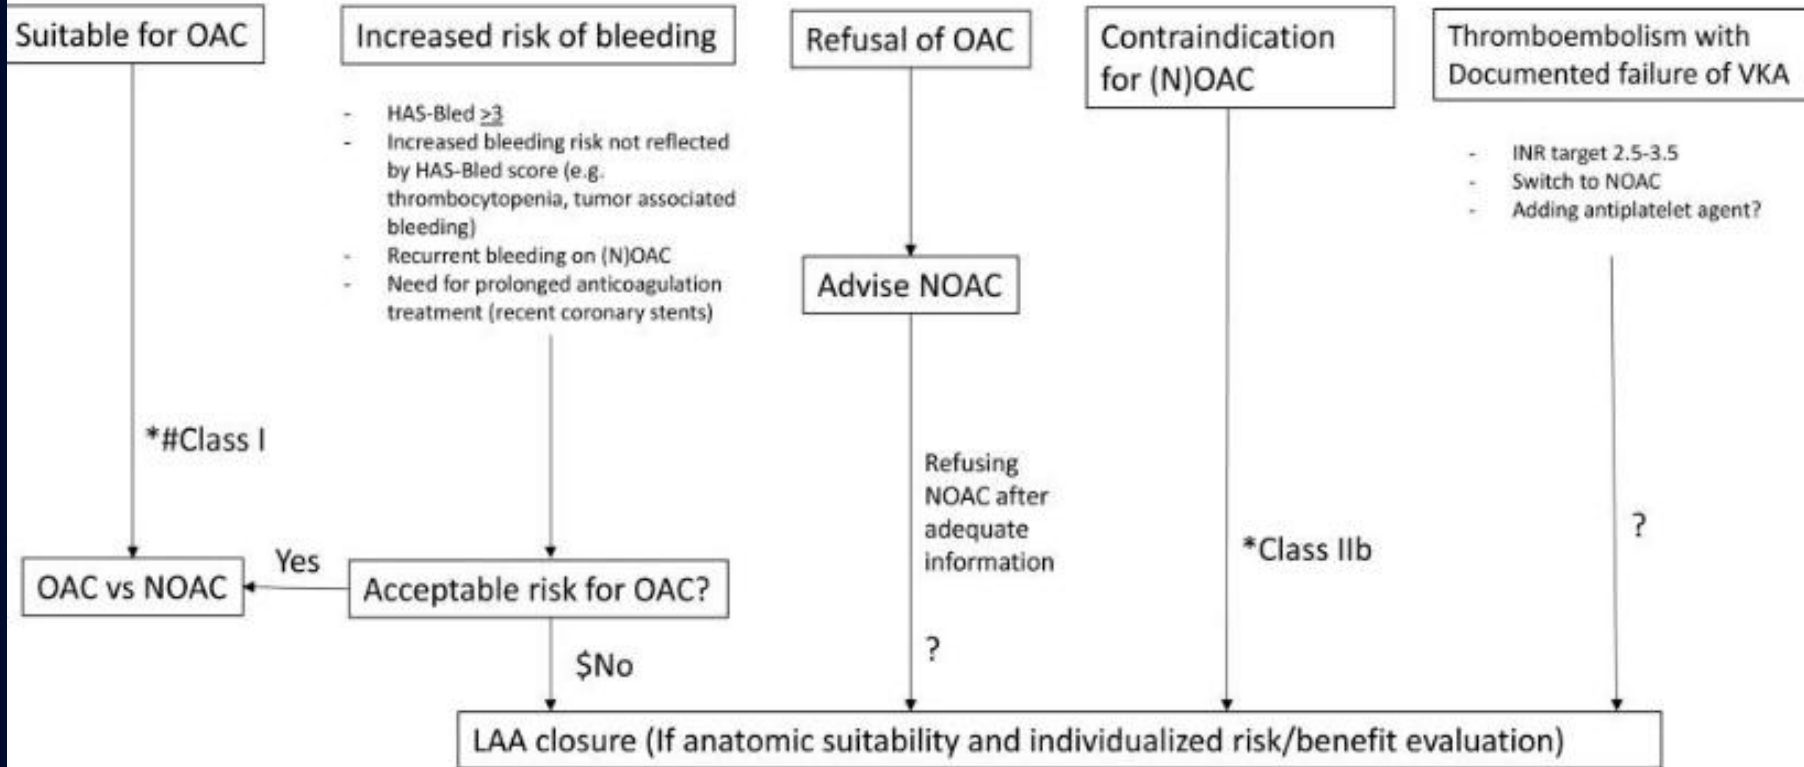 Suitable for OAC
Increased risk of bleeding
- HAS-Bled >3
- Increased bleeding risk not reflected
by HAS-Bled score (e.g.
thrombocytopenia, tumor associated
bleeding)
- Recurrent bleeding on (N)OAC
- Need for prolonged anticoagulation
treatment (recent coronary stents)
Refusal of OAC
Advise NOAC
Contraindication
for (N)OAC
Thromboembolism with
Documented failure of VKA
- INR target 2.5-3.5
- Switch to NOAC
- Adding antiplatelet agent?
*#Class I
Refusing
NOAC after
adequate
information
*Class IIb
?
OAC vs NOAC
Yes
Acceptable risk for OAC?
$No
?
LAA closure (If anatomic suitability and individualized risk/benefit evaluation)